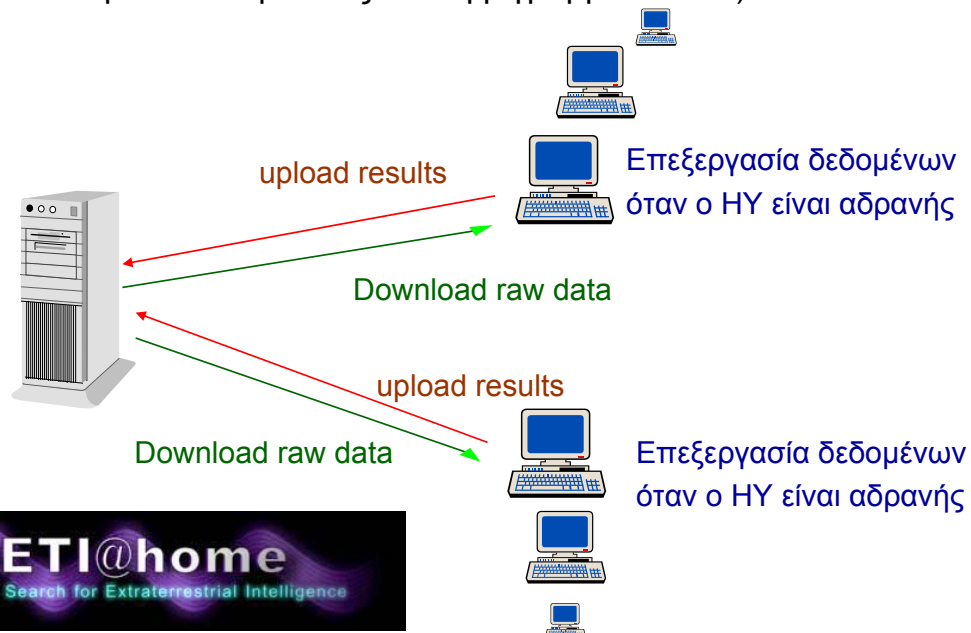 upload results
Επεξεργασία δεδομένων
όταν ο ΗΥ είναι αδρανής
Download raw data
upload results
Download raw data
Επεξεργασία δεδομένων
όταν ο ΗΥ είναι αδρανής
ETI@home
Search for Extraterrestrial Intelligence